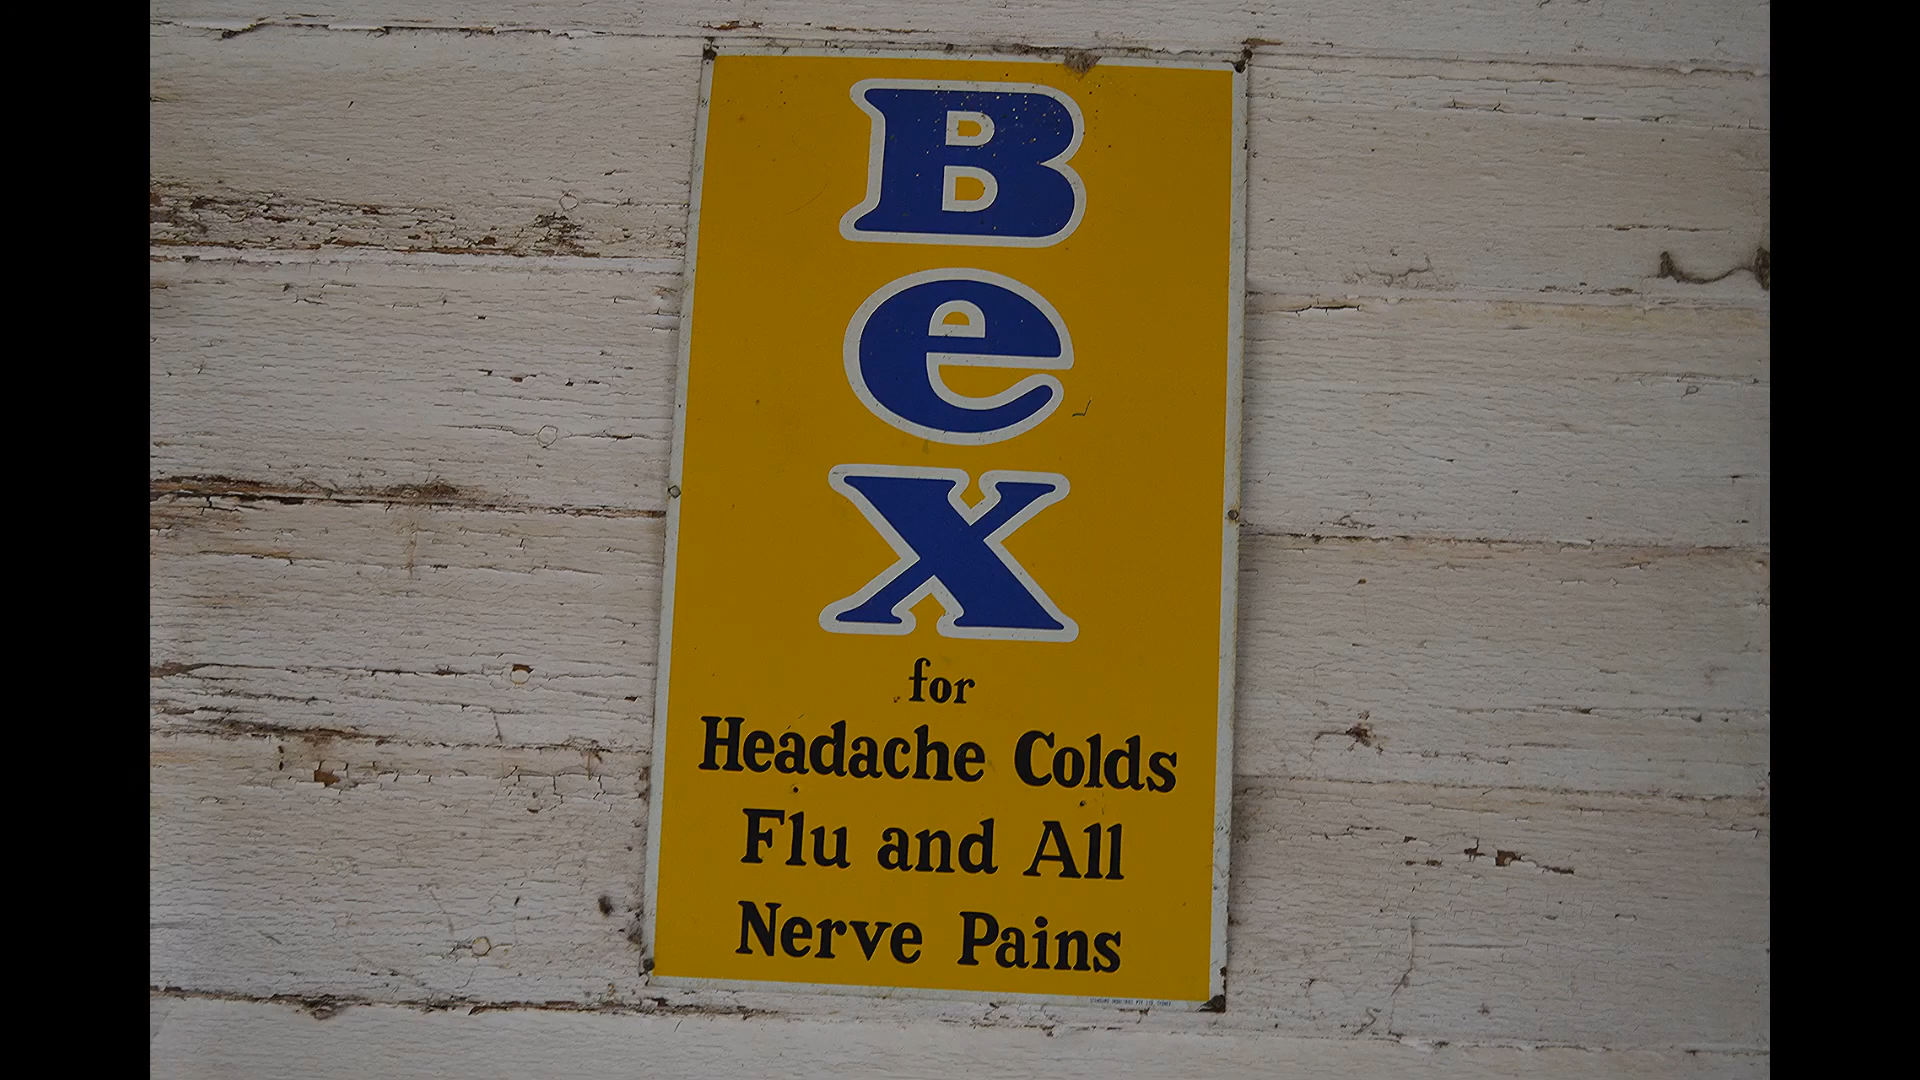 Bex
for
Headache Colds
Flu and All
Nerve Pains